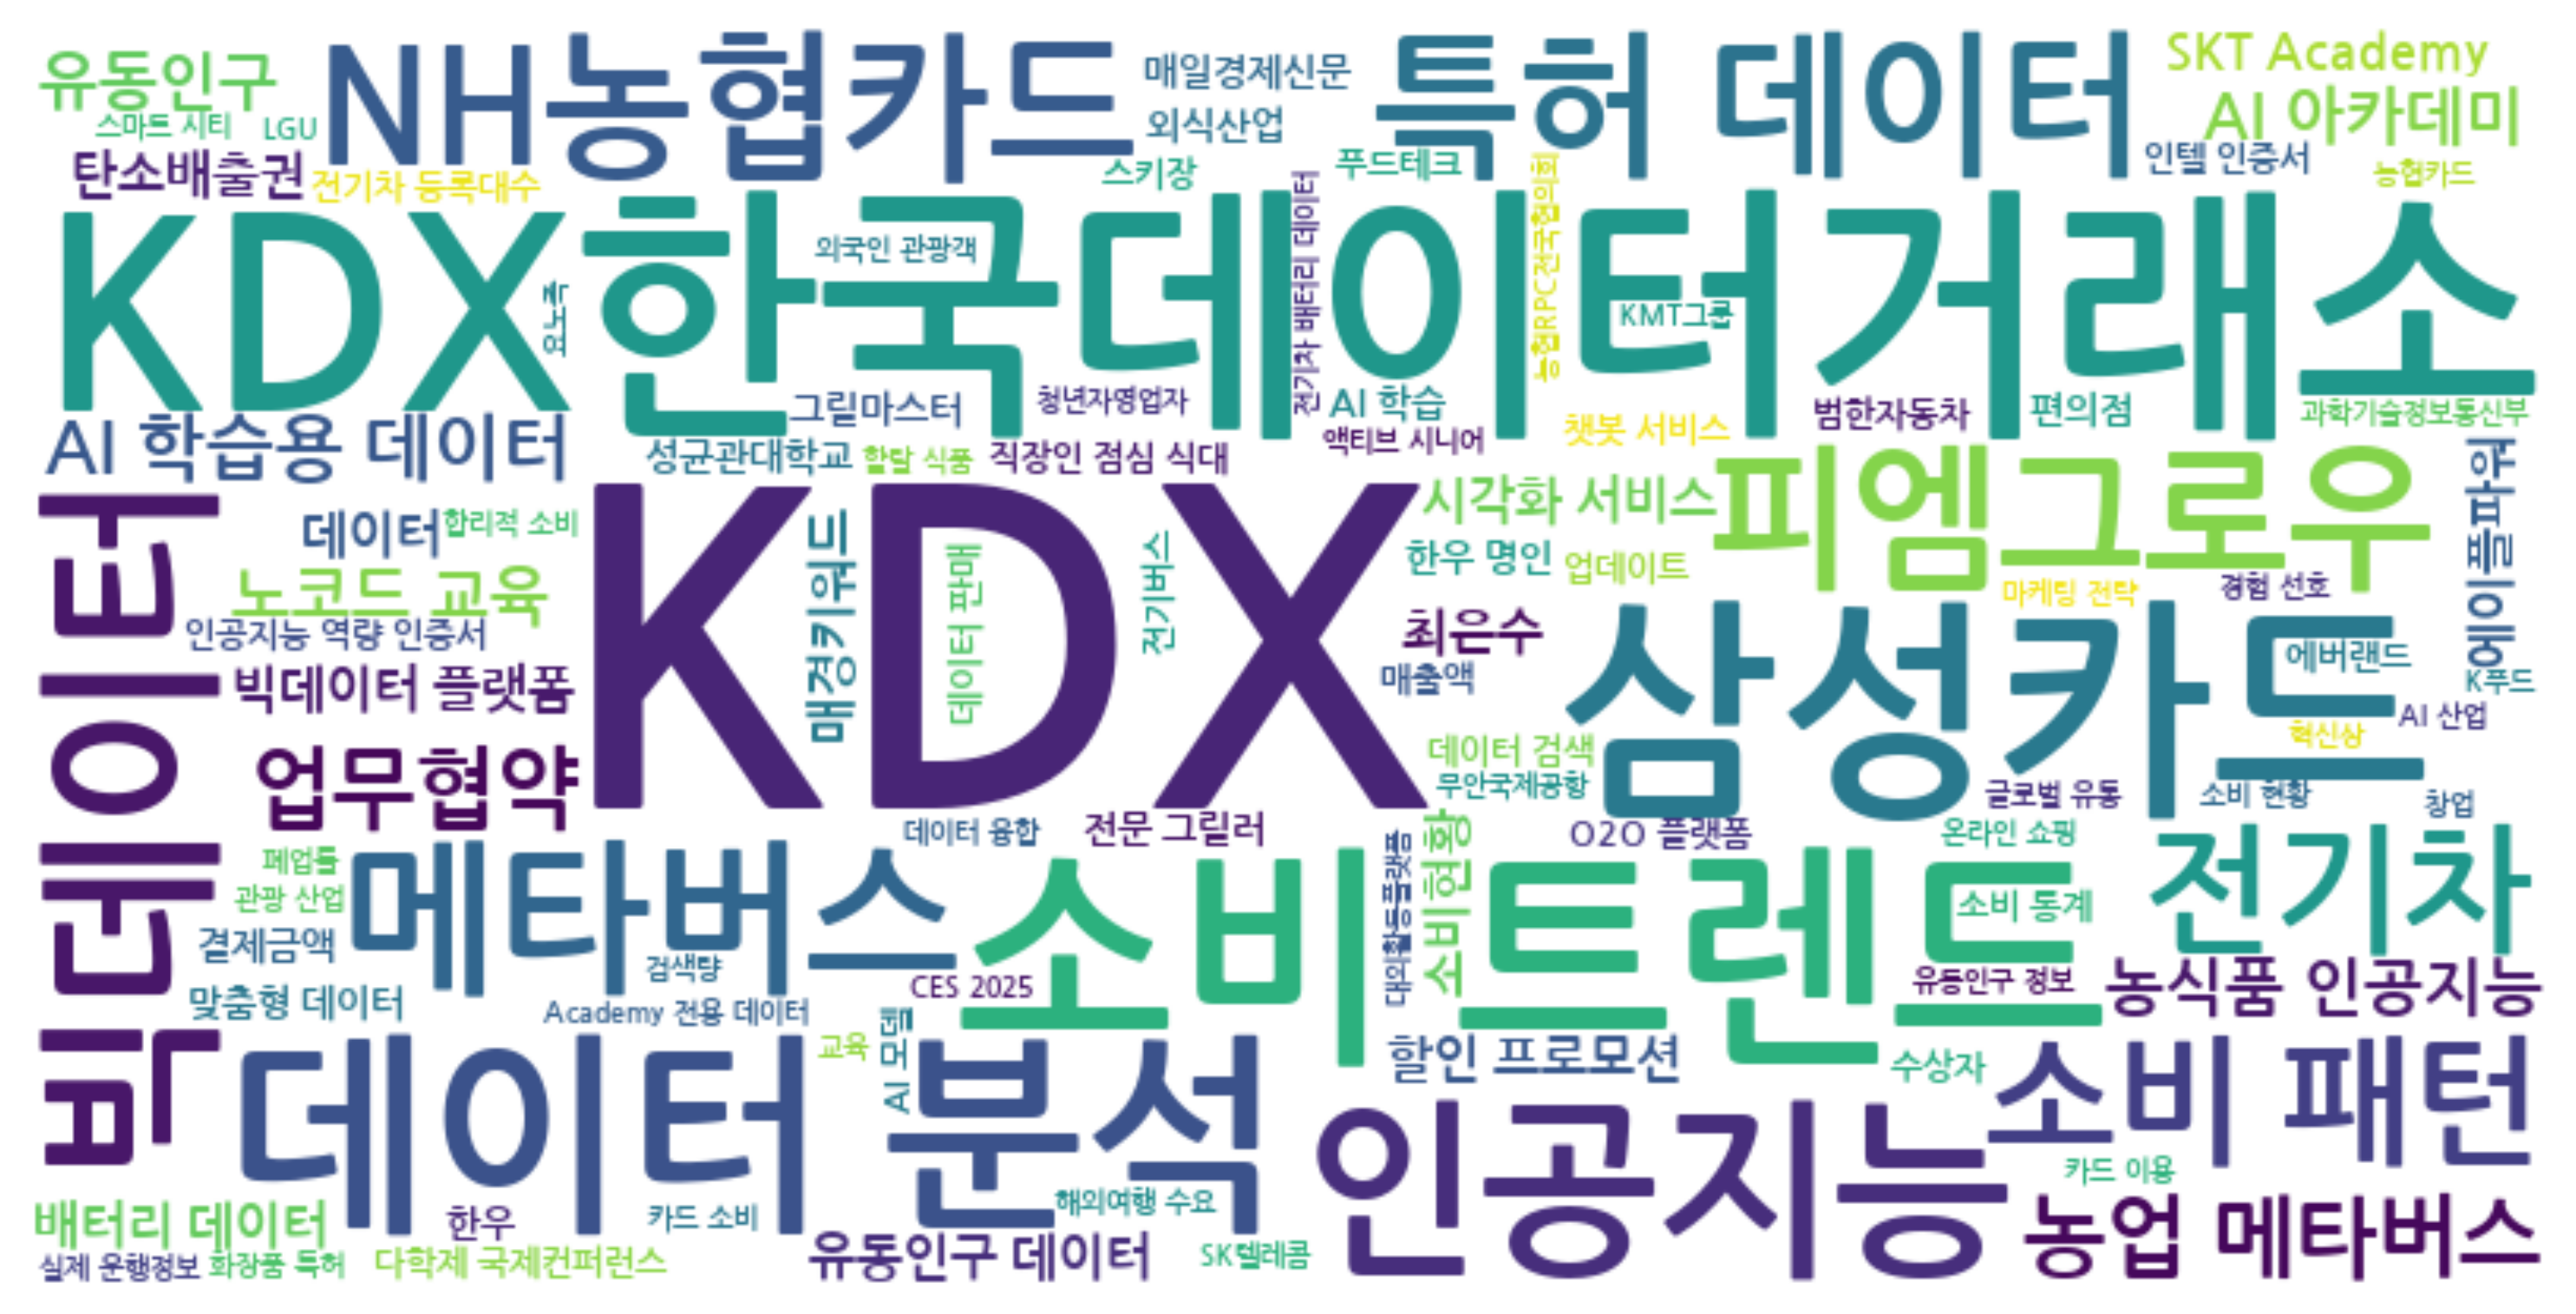 유동인구
NH농협카드
매일경제신문
특허 데이터
SKT Academy
스마트 시티
LGU
외식산업
AI 아카데미
탄소배출권
전기차 등록대수
스키장
푸드테크
인텔 인증서
농협카드
KDX한국데이터거래소
외국인 관광객
요노족
전기차 배터리 데이터
농협RPC전국협의회
KMT그룹
AI 학습용 데이터
그릴마스터
청년자영업자
AI 학습
범한자동차
편의점
과학기술정보통신부
성균관대학교
할랄 식품
직장인 점심 식대
액티브 시니어
챗봇 서비스
빅데이터
데이터
합리적 소비
KDX
매경키워드
데이터 판매
전기버스
시각화 서비스
피엠그로우
에이플파워
노코드 교육
한우 명인
업데이트
마케팅 전략
경험 선호
인공지능 역량 인증서
최은수
삼성카드
에버랜드
빅데이터 플랫폼
매출액
K푸드
AI 산업
혁신상
업무협약
데이터 검색
무안국제공항
글로벌 유통
소비 현황
창업
데이터 융합
전문 그릴러
O2O 플랫폼
온라인 쇼핑
폐업률
관광 산업
메타버스
소비트렌드
대외활동플랫폼
소비현황
소비 통계
전기차
결제금액
검색량
CES 2025
유동인구 정보
농식품 인공지능
맞춤형 데이터
Academy 전용 데이터
교육
AI 모델
할인 프로모션
수상자
소비 패턴
데이터 분석
인공지능
카드 이용
배터리 데이터
한우
카드 소비
해외여행 수요
농업 메타버스
실제 운행정보
화장품 특허
다학제 국제컨퍼런스
유동인구 데이터
SK텔레콤